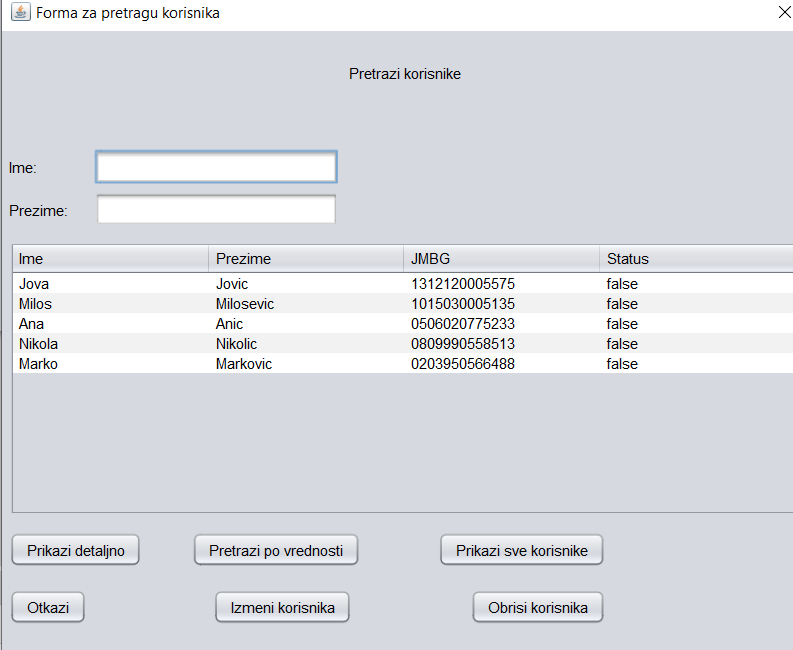 Forma za pretragu korisnika
Pretrazi korisnike
Ime:
Prezime:
Ime Prezime JMBG Status
Jova Jovic 1312120005575 false
Milos Milosevic 1015030005135 false
Ana Anic 0506020775233 false
Nikola Nikolic 0809990558513 false
Marko Markovic 0203950566488 false
Prikazi detaljno Pretrazi po vrednosti Prikazi sve korisnike
Otkazi Izmeni korisnika Obrisi korisnika